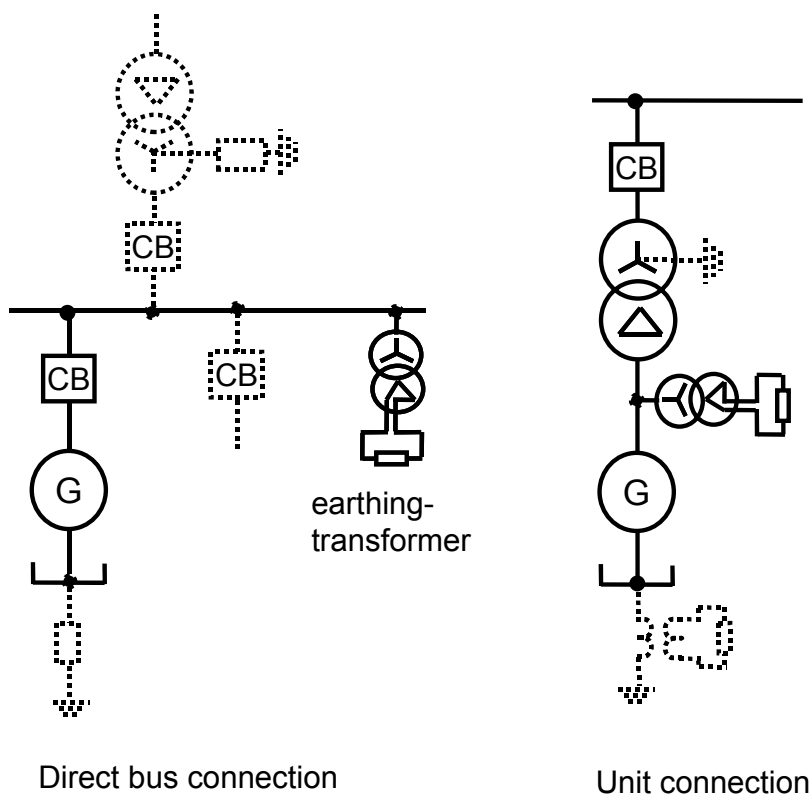 CB
CB
CB
CB
G
G
earthing-
transformer
Direct bus connection
Unit connection